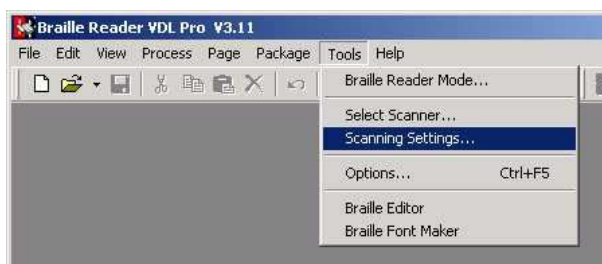 Braille Reader VDL Pro V3.11
File Edit View Process Page Package Tools Help
Braille Reader Mode...
Select Scanner...
Scanning Settings...
Options... Ctrl+F5
Braille Editor
Braille Font Maker